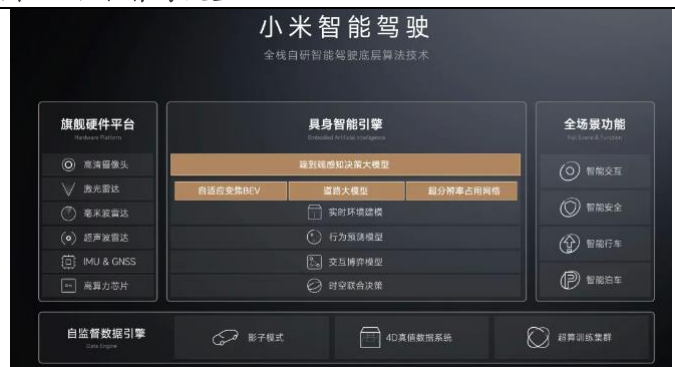 小米智能驾驶
全栈自研智能驾驶底层算法技术
旗舰硬件平台
Hardware Platform
高清摄像头
激光雷达
毫米波雷达
超声波雷达
IMU & GNSS
高算力芯片
具身智能引擎
Embodied Artificial Intelligence
端到端感知决策大模型
自适应变焦BEV
道路大模型
超分辨率占用网络
实时环境建模
行为预测模型
交互博弈模型
时空联合决策
全场景功能
智能交互
智能安全
智能行车
智能泊车
自监督数据引擎
Data Engine
影子模式
4D真值数据系统
超算训练集群